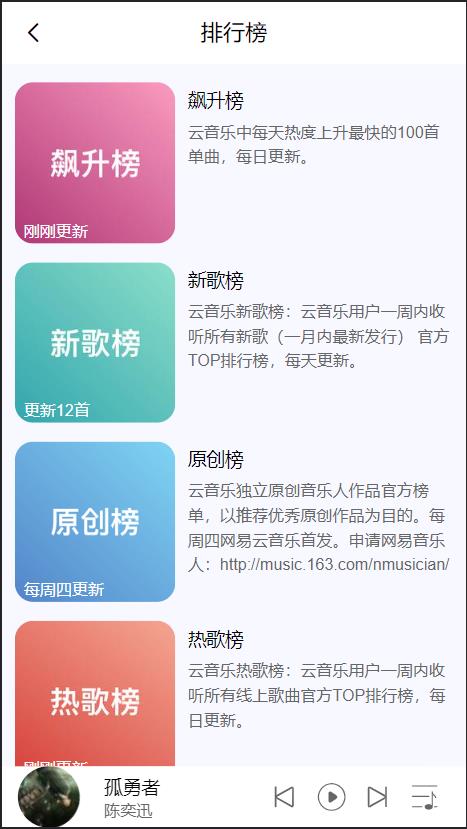 排行榜
飙升榜
刚刚更新
飙升榜
云音乐中每天热度上升最快的100首
单曲，每日更新。
新歌榜
更新12首
新歌榜
云音乐新歌榜：云音乐用户一周内收
听所有新歌（一月内最新发行） 官方
TOP排行榜，每天更新。
原创榜
每周四更新
原创榜
云音乐独立原创音乐人作品官方榜
单，以推荐优秀原创作品为目的。每
周四网易云音乐首发。申请网易音乐
人：http://music.163.com/nmusician/
热歌榜
刚刚更新
热歌榜
云音乐热歌榜：云音乐用户一周内收
听所有线上歌曲官方TOP排行榜，每
日更新。
孤勇者
陈奕迅